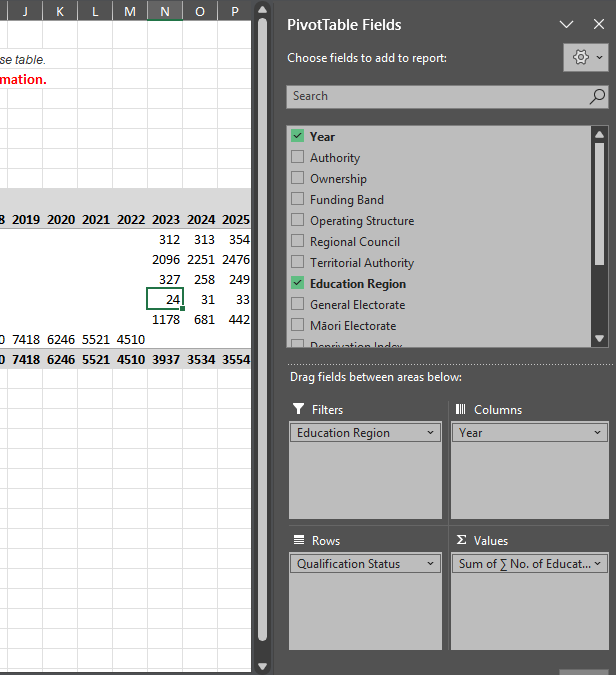 J K L M N O P
se table.
mation.
8 2019 2020 2021 2022 2023 2024 2025
312 313 354
2096 2251 2476
327 258 249
24 31 33
1178 681 442
0 7418 6246 5521 4510
0 7418 6246 5521 4510 3937 3534 3554
PivotTable Fields
Choose fields to add to report:
Search
Year
Authority
Ownership
Funding Band
Operating Structure
Regional Council
Territorial Authority
Education Region
General Electorate
Māori Electorate
Deprivation Index
Drag fields between areas below:
Filters
Education Region
Columns
Year
Rows
Qualification Status
Σ Values
Sum of ∑ No. of Educat...